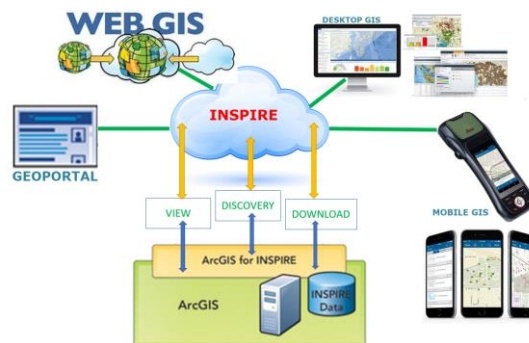 WEB GIS
DESKTOP GIS
INSPIRE
GEOPORTAL
VIEW
DISCOVERY
DOWNLOAD
MOBILE GIS
ArcGIS for INSPIRE
ArcGIS
INSPIRE
Data